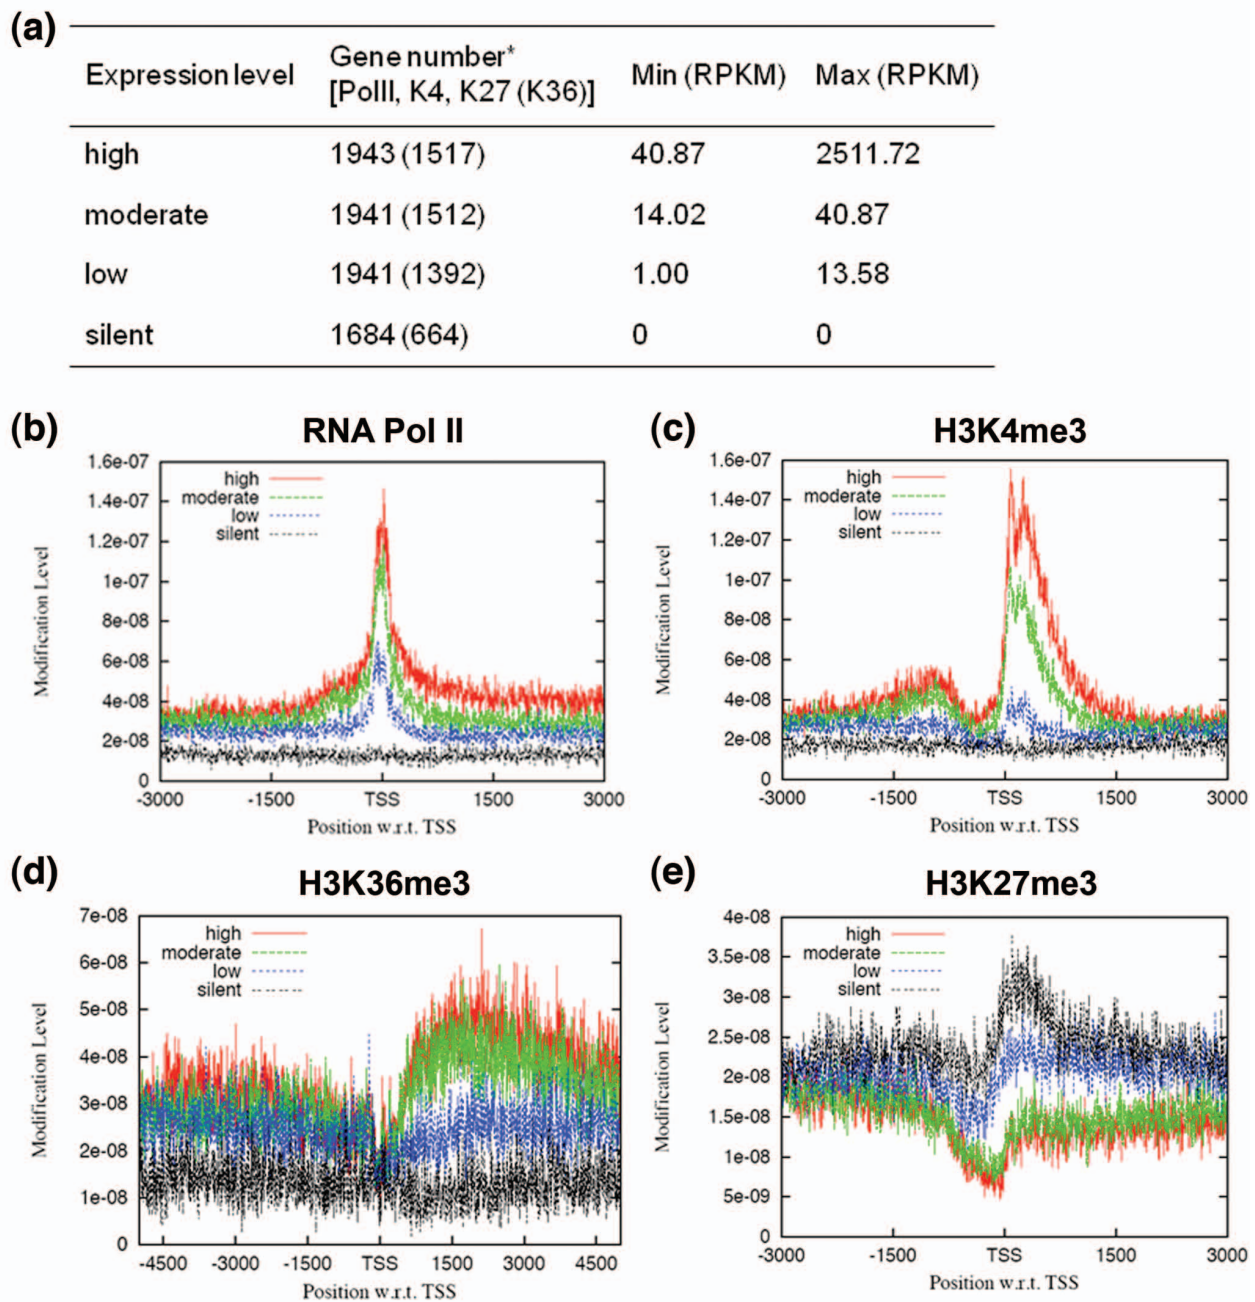 (a)
Expression level Gene number* Min (RPKM) Max (RPKM)
[PolII, K4, K27 (K36)]
high 1943 (1517) 40.87 2511.72
moderate 1941 (1512) 14.02 40.87
low 1941 (1392) 1.00 13.58
silent 1684 (664) 0 0
(b) RNA Pol II
Modification Level
1.6e-07
1.4e-07
1.2e-07
1e-07
8e-08
6e-08
4e-08
2e-08
0
high
moderate
low
silent
-3000 -1500 TSS 1500 3000
Position w.r.t. TSS
(c) H3K4me3
Modification Level
1.6e-07
1.4e-07
1.2e-07
1e-07
8e-08
6e-08
4e-08
2e-08
0
high
moderate
low
silent
-3000 -1500 TSS 1500 3000
Position w.r.t. TSS
(d) H3K36me3
Modification Level
7e-08
6e-08
5e-08
4e-08
3e-08
2e-08
1e-08
0
high
moderate
low
silent
-4500 -3000 -1500 TSS 1500 3000 4500
Position w.r.t. TSS
(e) H3K27me3
Modification Level
4e-08
3.5e-08
3e-08
2.5e-08
2e-08
1.5e-08
1e-08
5e-09
0
high
moderate
low
silent
-3000 -1500 TSS 1500 3000
Position w.r.t. TSS